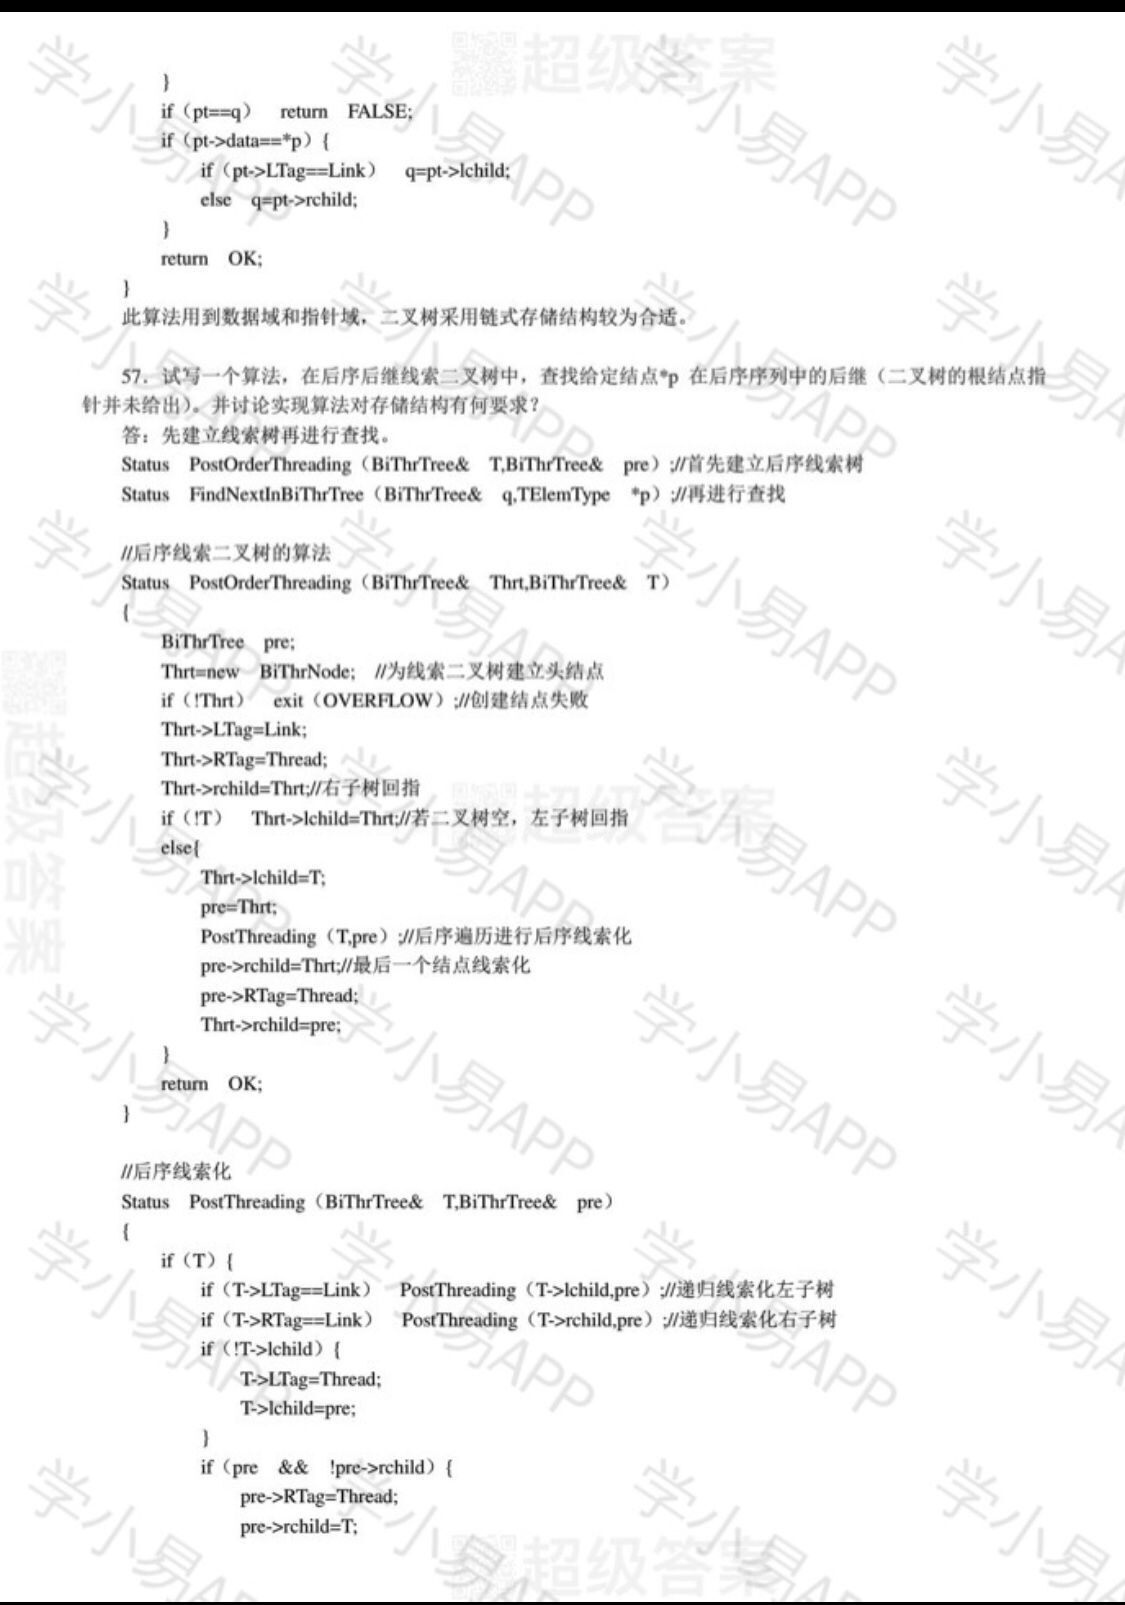 }
if（pt==q） return FALSE;
if（pt->data==*p）{
if（pt->LTag==Link） q=pt->lchild;
else q=pt->rchild;
}
return OK;
}
此算法用到数据域和指针域，二叉树采用链式存储结构较为合适。
57．试写一个算法，在后序后继线索二叉树中，查找给定结点*p 在后序序列中的后继（二叉树的根结点指
针并未给出）。并讨论实现算法对存储结构有何要求？
答：先建立线索树再进行查找。
Status PostOrderThreading（BiThrTree& T,BiThrTree& pre）;//首先建立后序线索树
Status FindNextInBiThrTree（BiThrTree& q,TElemType *p）;//再进行查找
//后序线索二叉树的算法
Status PostOrderThreading（BiThrTree& Thrt,BiThrTree& T）
{
BiThrTree pre;
Thrt=new BiThrNode; //为线索二叉树建立头结点
if（!Thrt） exit（OVERFLOW）;//创建结点失败
Thrt->LTag=Link;
Thrt->RTag=Thread;
Thrt->rchild=Thrt;//右子树回指
if（!T） Thrt->lchild=Thrt;//若二叉树空，左子树回指
else{
Thrt->lchild=T;
pre=Thrt;
PostThreading（T,pre）;//后序遍历进行后序线索化
pre->rchild=Thrt;//最后一个结点线索化
pre->RTag=Thread;
Thrt->rchild=pre;
}
return OK;
}
//后序线索化
Status PostThreading（BiThrTree& T,BiThrTree& pre）
{
if（T）{
if（T->LTag==Link） PostThreading（T->lchild,pre）;//递归线索化左子树
if（T->RTag==Link） PostThreading（T->rchild,pre）;//递归线索化右子树
if（!T->lchild）{
T->LTag=Thread;
T->lchild=pre;
}
if（pre && !pre->rchild）{
pre->RTag=Thread;
pre->rchild=T;
学小易APP
超级答案